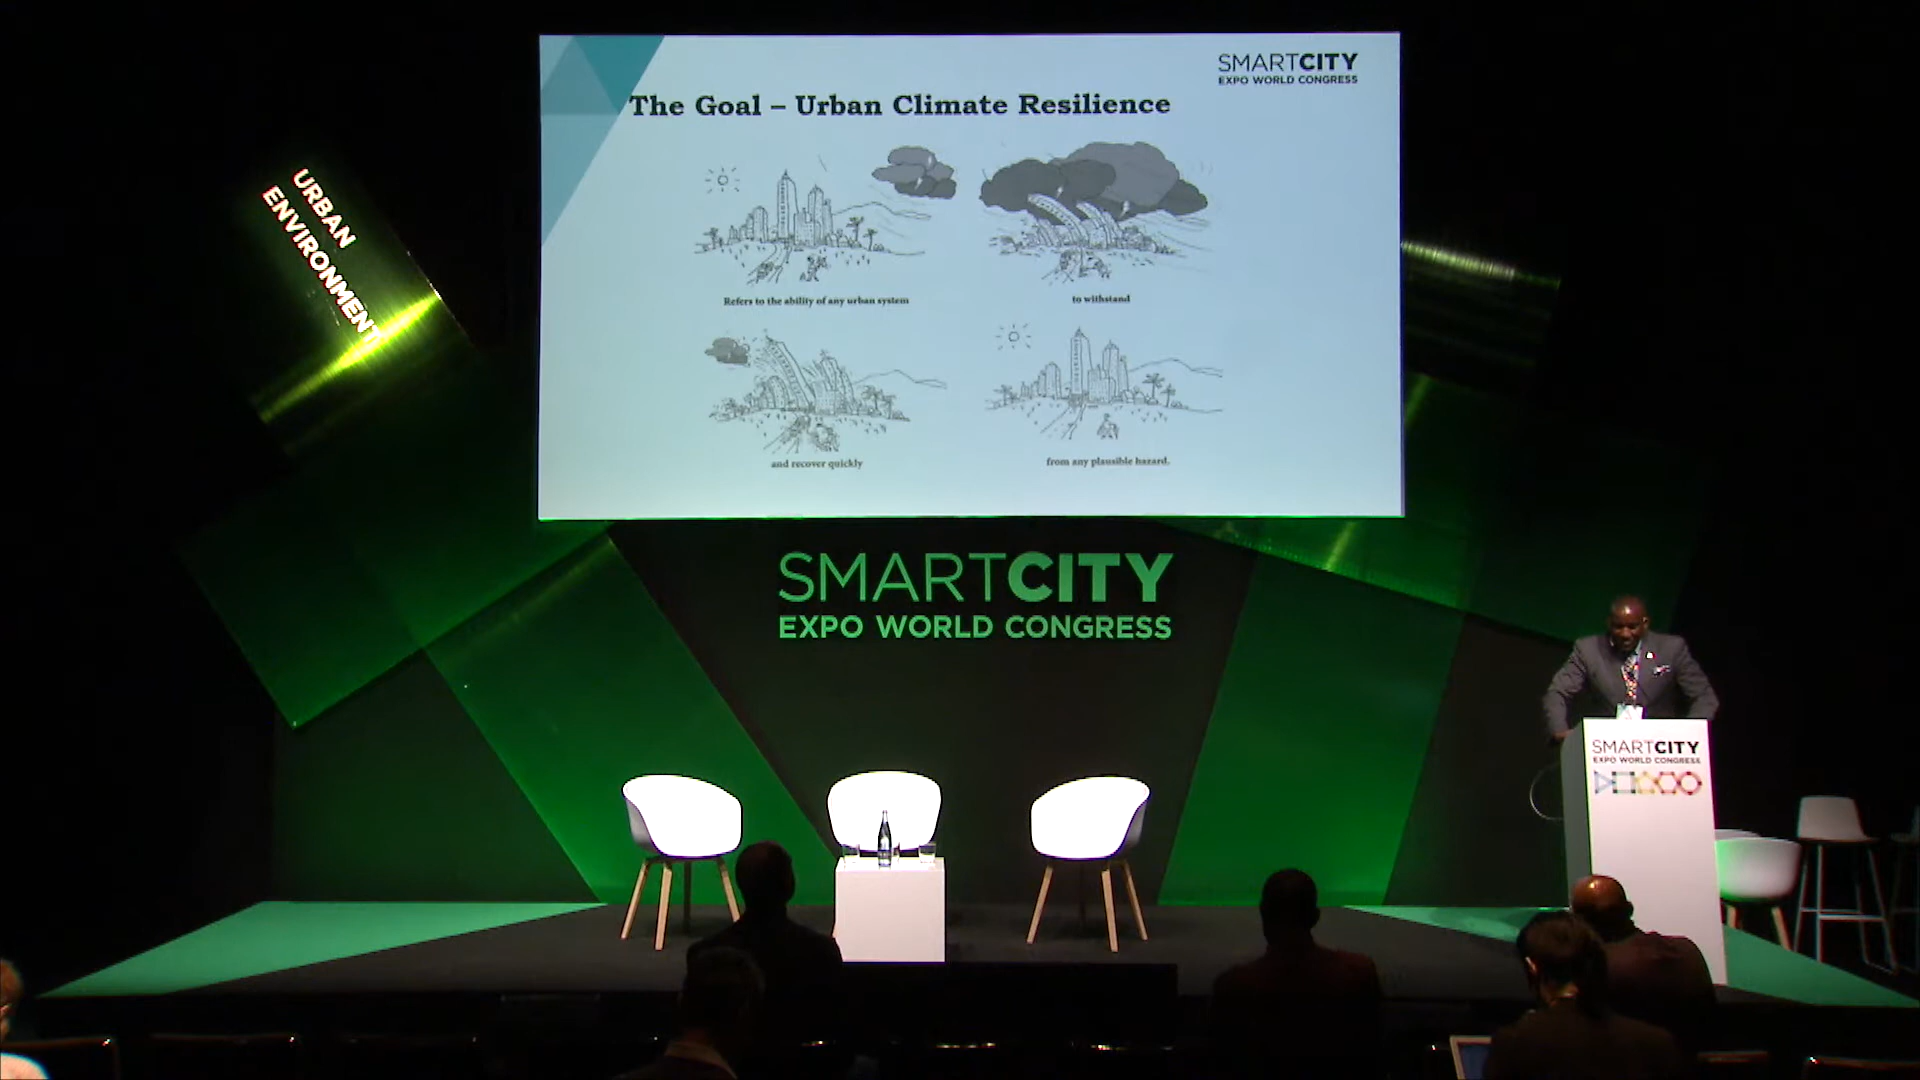 SMARTCITY
EXPO WORLD CONGRESS
The Goal – Urban Climate Resilience
Refers to the ability of any urban system
to withstand
and recover quickly
from any plausible hazard.
URBAN
ENVIRONMENT
SMARTCITY
EXPO WORLD CONGRESS
SMARTCITY
EXPO WORLD CONGRESS